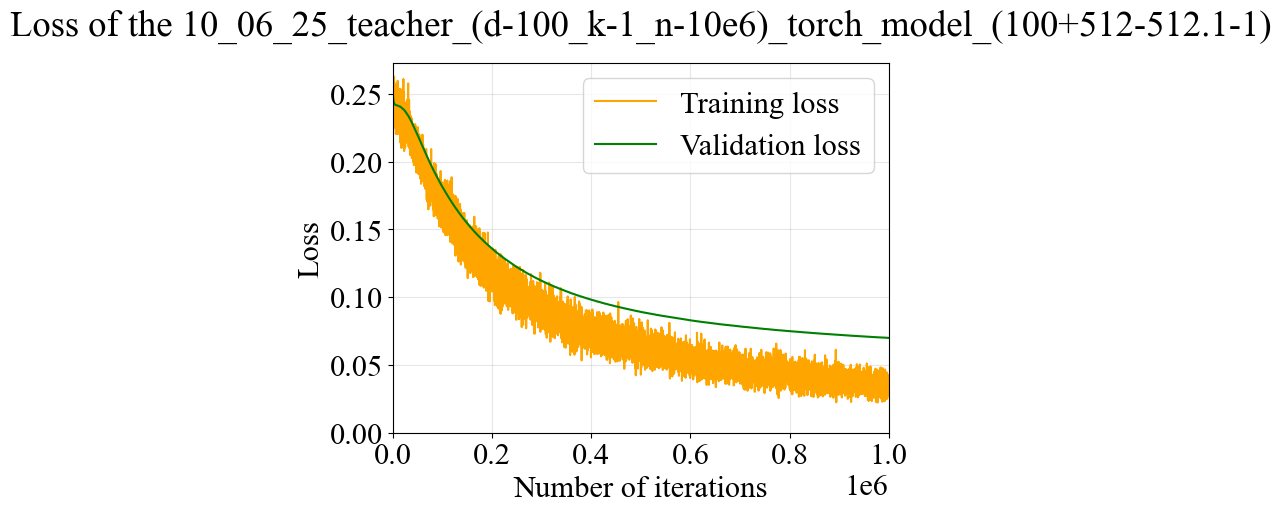 Loss of the 10_06_25_teacher_(d-100_k-1_n-10e6)_torch_model_(100+512-512.1-1)
Training loss
Validation loss
Loss
0.25
0.20
0.15
0.10
0.05
0.00
0.0 0.2 0.4 0.6 0.8 1.0
Number of iterations
1e6